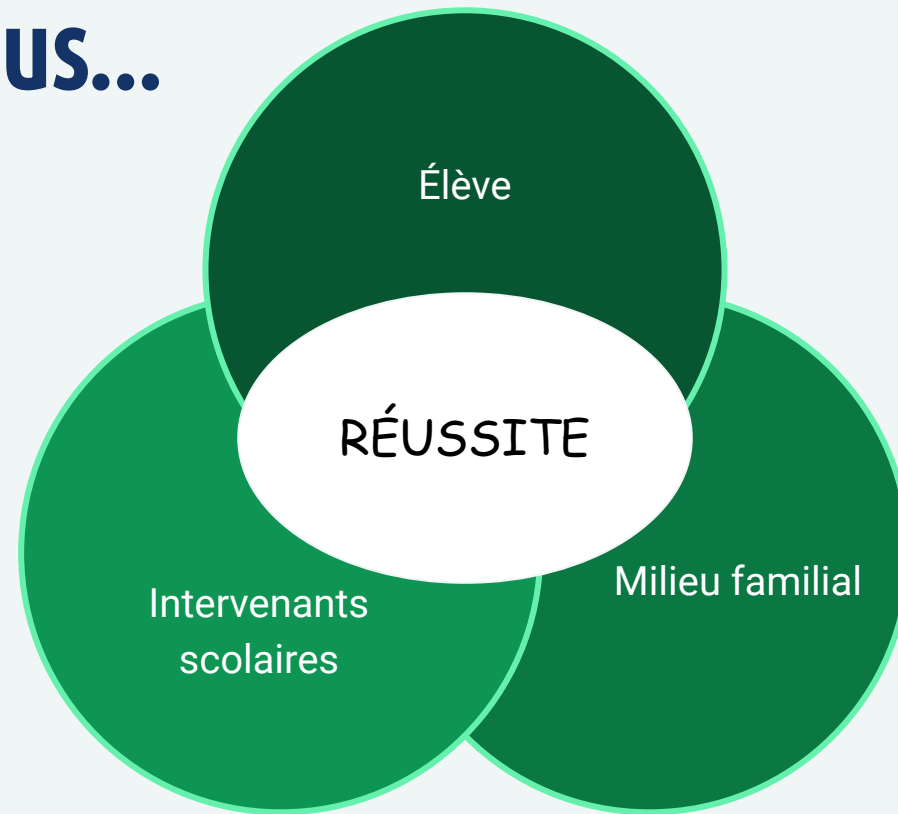 us...
Élève
RÉUSSITE
Milieu familial
Intervenants
scolaires